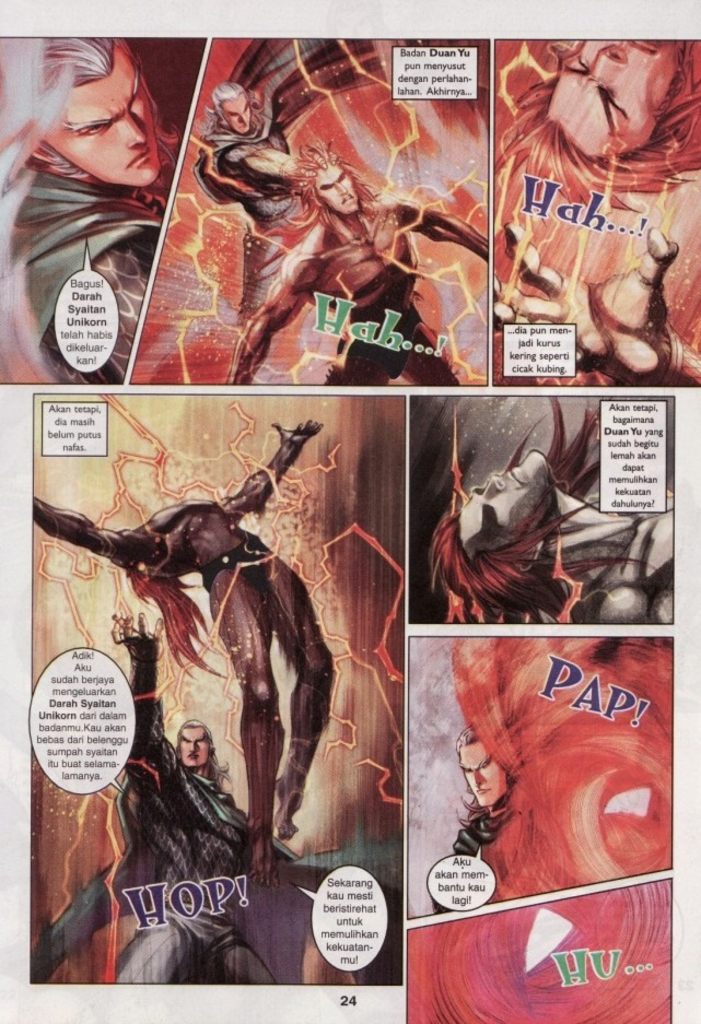 Bagus!
Darah
Syaitan
Unikorn
telah habis
dikeluar-
kan!
Badan Duan Yu
pun menyusut
dengan perlahan-
lahan. Akhirnya...
Hah...!
Hah...!
...dia pun men-
jadi kurus
kering seperti
cicak kubing.
Akan tetapi,
dia masih
belum putus
nafas.
Adik!
Aku
sudah berjaya
mengeluarkan
Darah Syaitan
Unikorn dari dalam
badanmu.Kau akan
bebas dari belenggu
sumpah syaitan
itu buat selama-
lamanya.
HOP!
Sekarang
kau mesti
beristirehat
untuk
memulihkan
kekuatan-
mu!
Akan tetapi,
bagaimana
Duan Yu yang
sudah begitu
lemah akan
dapat
memulihkan
kekuatan
dahulunya?
PAP!
Aku
akan mem-
bantu kau
lagi!
HU...
24